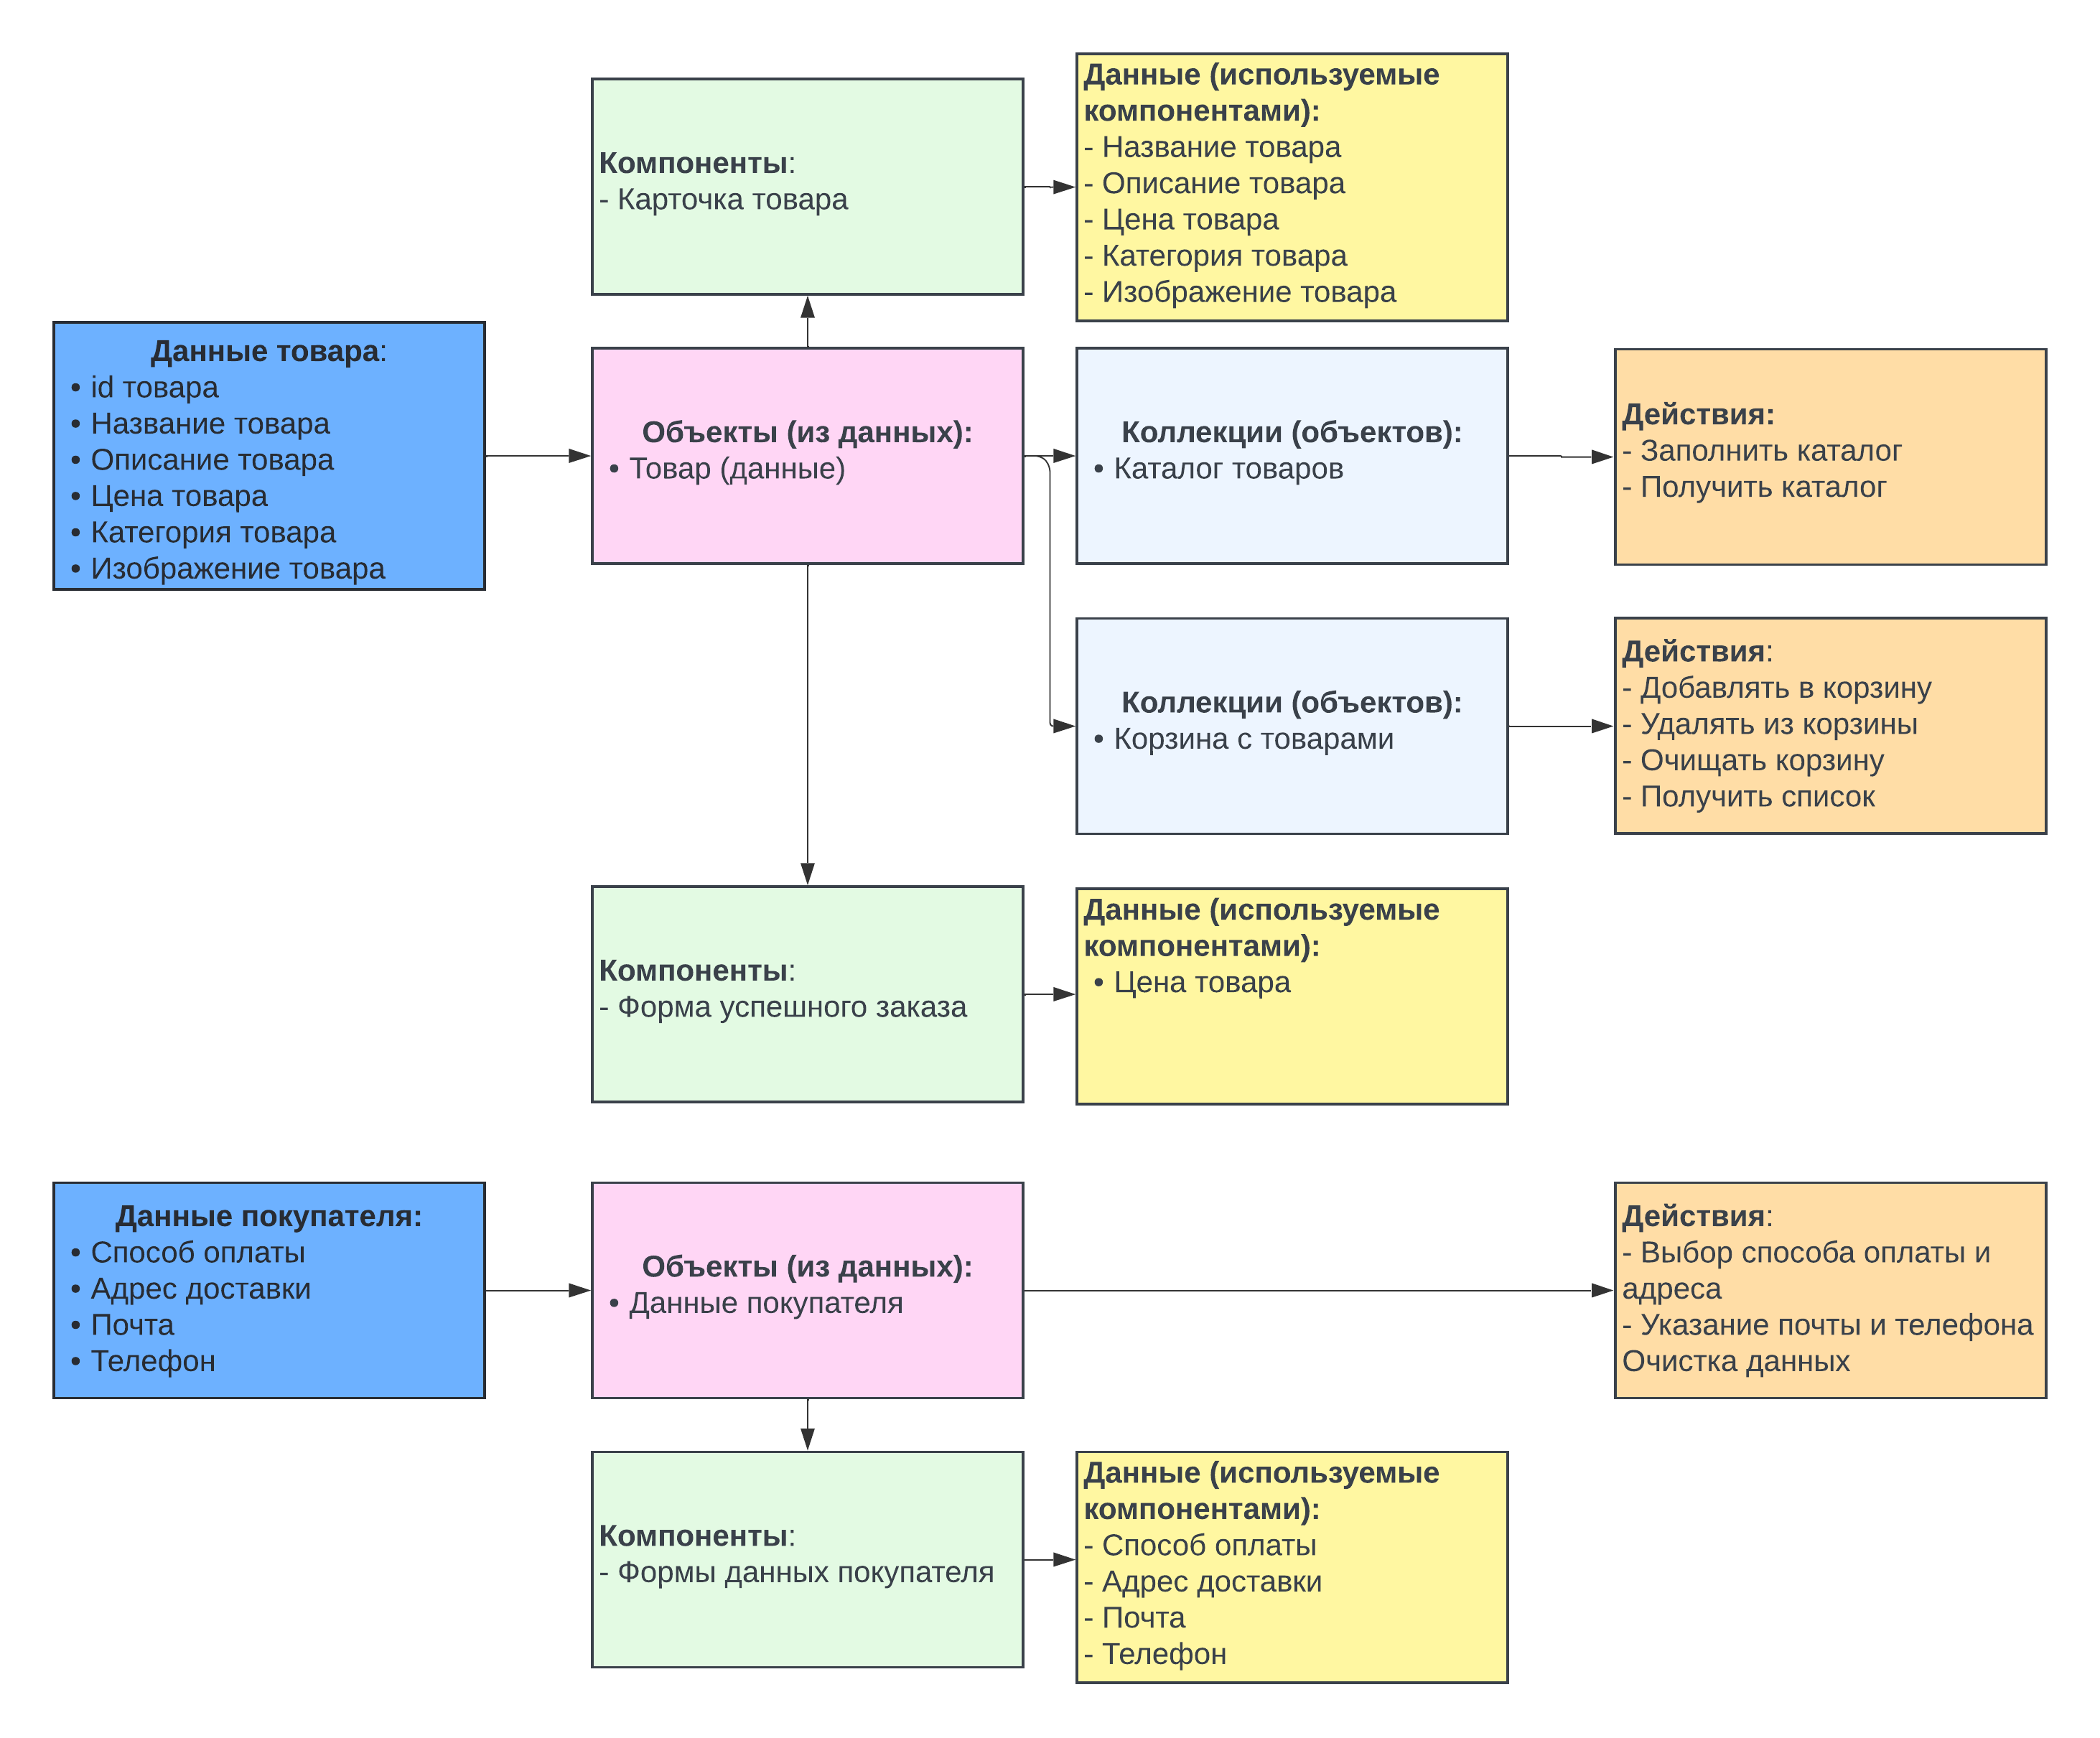 Компоненты:
- Карточка товара
Данные (используемые
компонентами):
- Название товара
- Описание товара
- Цена товара
- Категория товара
- Изображение товара
Данные товара:
• id товара
• Название товара
• Описание товара
• Цена товара
• Категория товара
• Изображение товара
Объекты (из данных):
• Товар (данные)
Коллекции (объектов):
• Каталог товаров
Действия:
- Заполнить каталог
- Получить каталог
Коллекции (объектов):
• Корзина с товарами
Действия:
- Добавлять в корзину
- Удалять из корзины
- Очищать корзину
- Получить список
Компоненты:
- Форма успешного заказа
Данные (используемые
компонентами):
• Цена товара
Данные покупателя:
• Способ оплаты
• Адрес доставки
• Почта
• Телефон
Объекты (из данных):
• Данные покупателя
Действия:
- Выбор способа оплаты и
адреса
- Указание почты и телефона
Очистка данных
Компоненты:
- Формы данных покупателя
Данные (используемые
компонентами):
- Способ оплаты
- Адрес доставки
- Почта
- Телефон